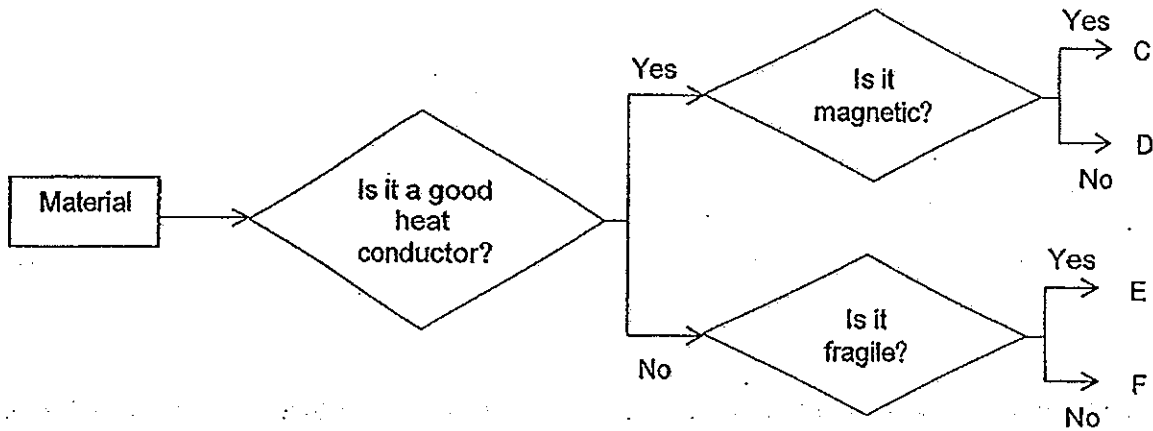 Material
Is it a good
heat
conductor?
Yes
Is it
magnetic?
Yes
C
D
No
No
Is it
fragile?
Yes
E
F
No